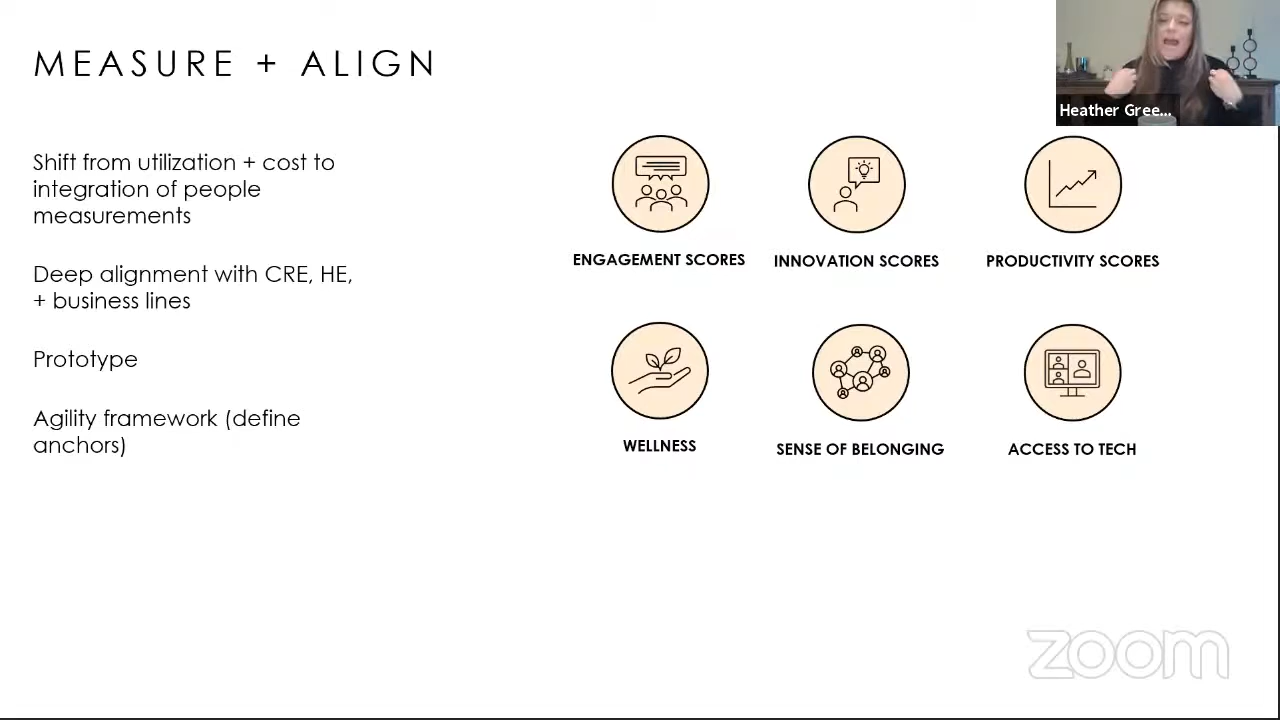 MEASURE + ALIGN
Heather Gree...
Shift from utilization + cost to
integration of people
measurements
Deep alignment with CRE, HE,
+ business lines
Prototype
Agility framework (define
anchors)
ENGAGEMENT SCORES
INNOVATION SCORES
PRODUCTIVITY SCORES
WELLNESS
SENSE OF BELONGING
ACCESS TO TECH
zoom